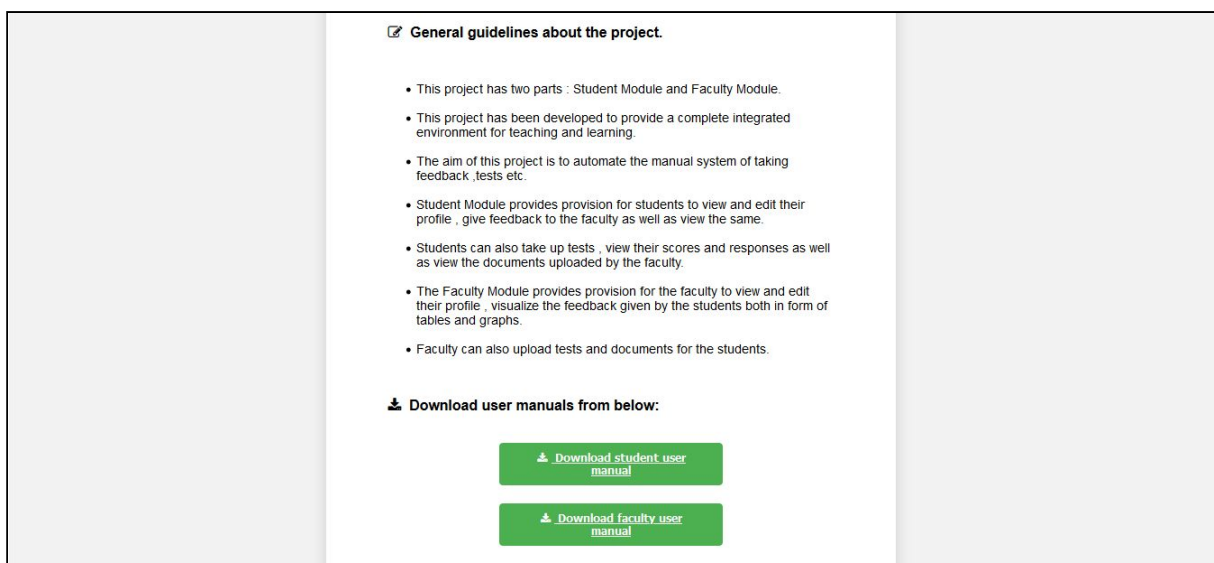 General guidelines about the project.
• This project has two parts : Student Module and Faculty Module.
• This project has been developed to provide a complete integrated
environment for teaching and learning.
• The aim of this project is to automate the manual system of taking
feedback ,tests etc.
• Student Module provides provision for students to view and edit their
profile , give feedback to the faculty as well as view the same.
• Students can also take up tests , view their scores and responses as well
as view the documents uploaded by the faculty.
• The Faculty Module provides provision for the faculty to view and edit
their profile , visualize the feedback given by the students both in form of
tables and graphs.
• Faculty can also upload tests and documents for the students.
Download user manuals from below:
Download student user
manual
Download faculty user
manual